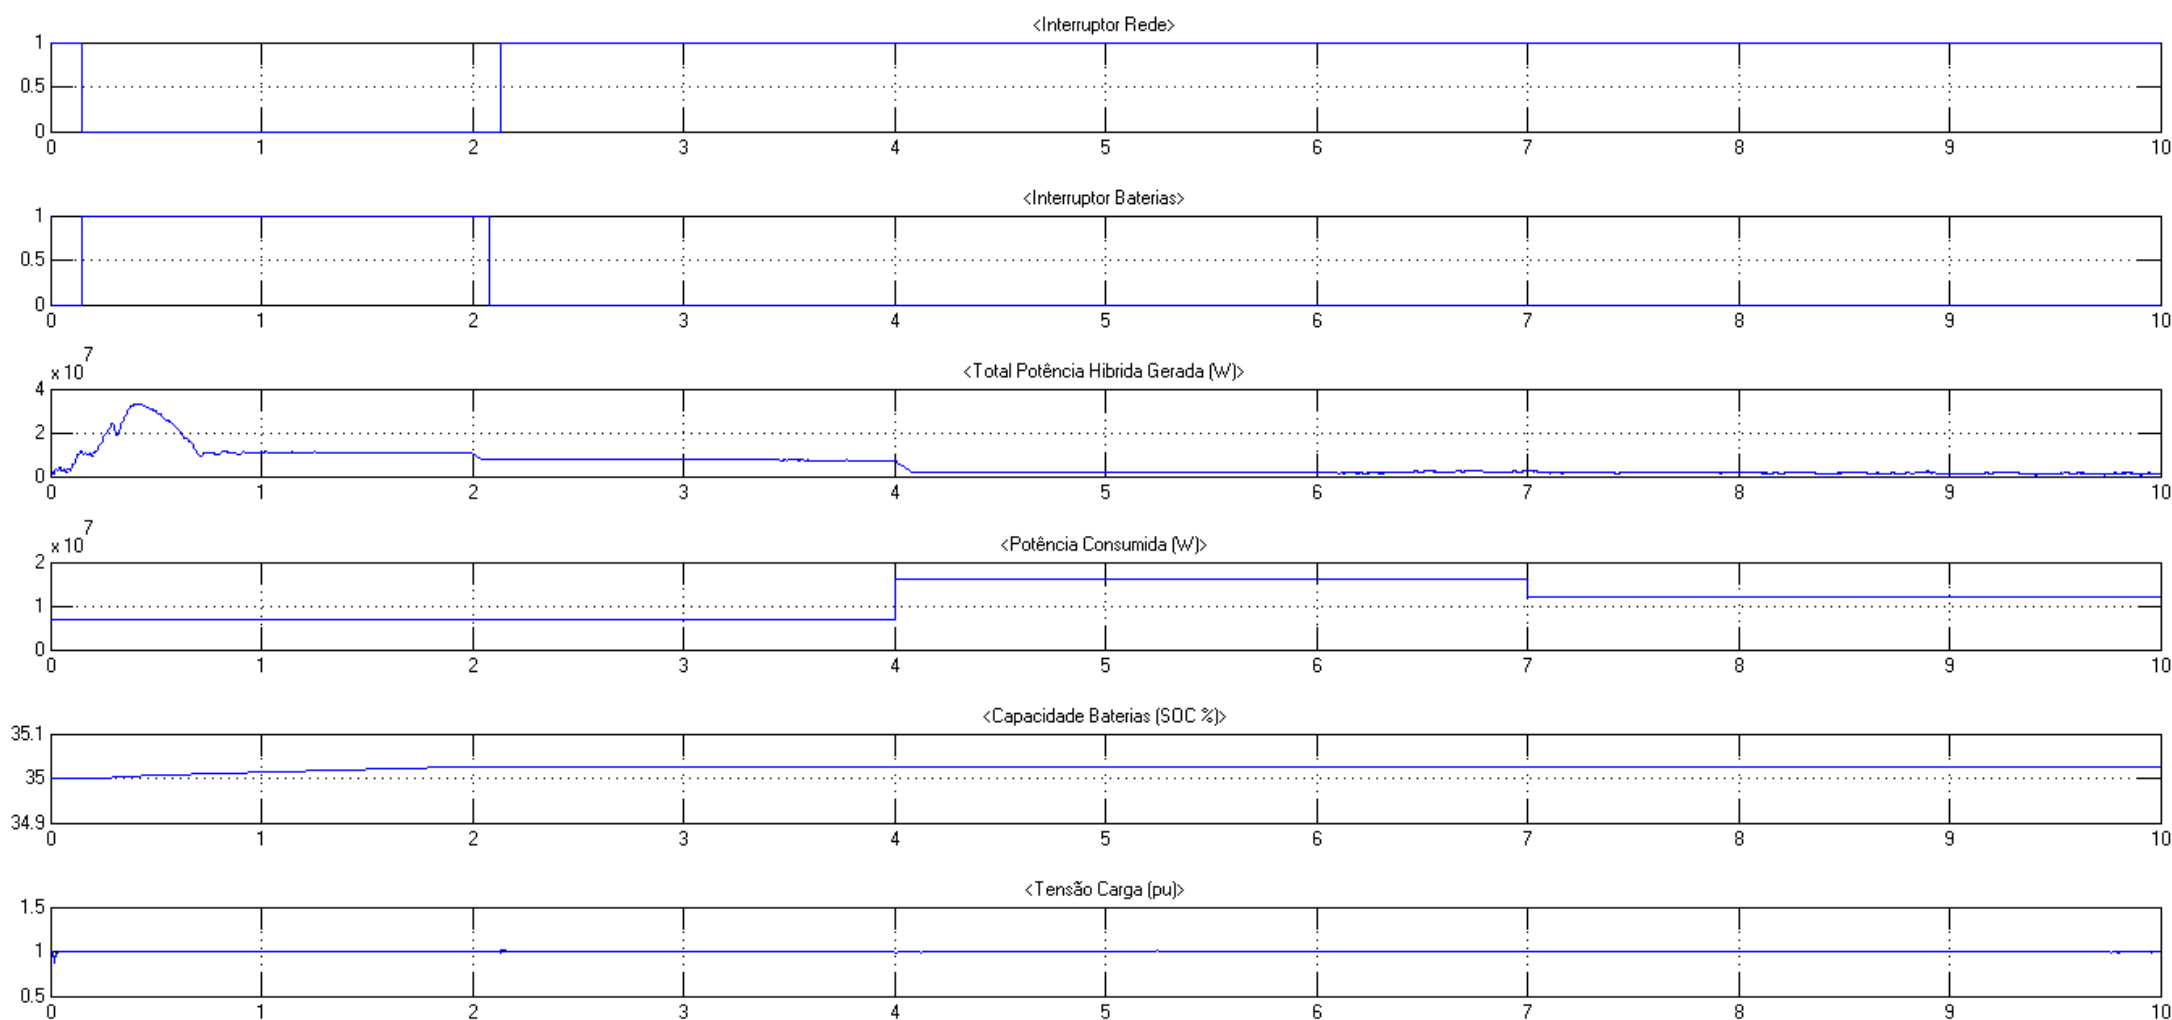 <Interruptor Rede>
1
0.5
0
0 1 2 3 4 5 6 7 8 9 10
<Interruptor Baterias>
1
0.5
0
0 1 2 3 4 5 6 7 8 9 10
x 10 7
<Total Potência Hibrida Gerada (W)>
4
2
0
0 1 2 3 4 5 6 7 8 9 10
x 10 7
<Potência Consumida (W)>
2
1
0
0 1 2 3 4 5 6 7 8 9 10
<Capacidade Baterias (SOC %)>
35.1
35
34.9
0 1 2 3 4 5 6 7 8 9 10
<Tensão Carga (pu)>
1.5
1
0.5
0 1 2 3 4 5 6 7 8 9 10